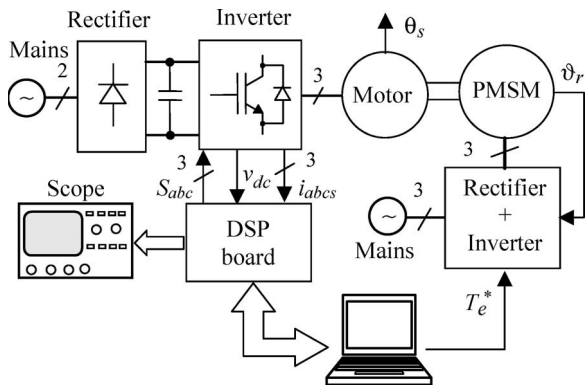 Rectifier
Inverter
θs
Mains
2
3
Motor
PMSM
ϑr
~
3
3
Sabc
vdc
3
iabcs
Scope
DSP
board
3
~
Mains
Rectifier
+
Inverter
Te*